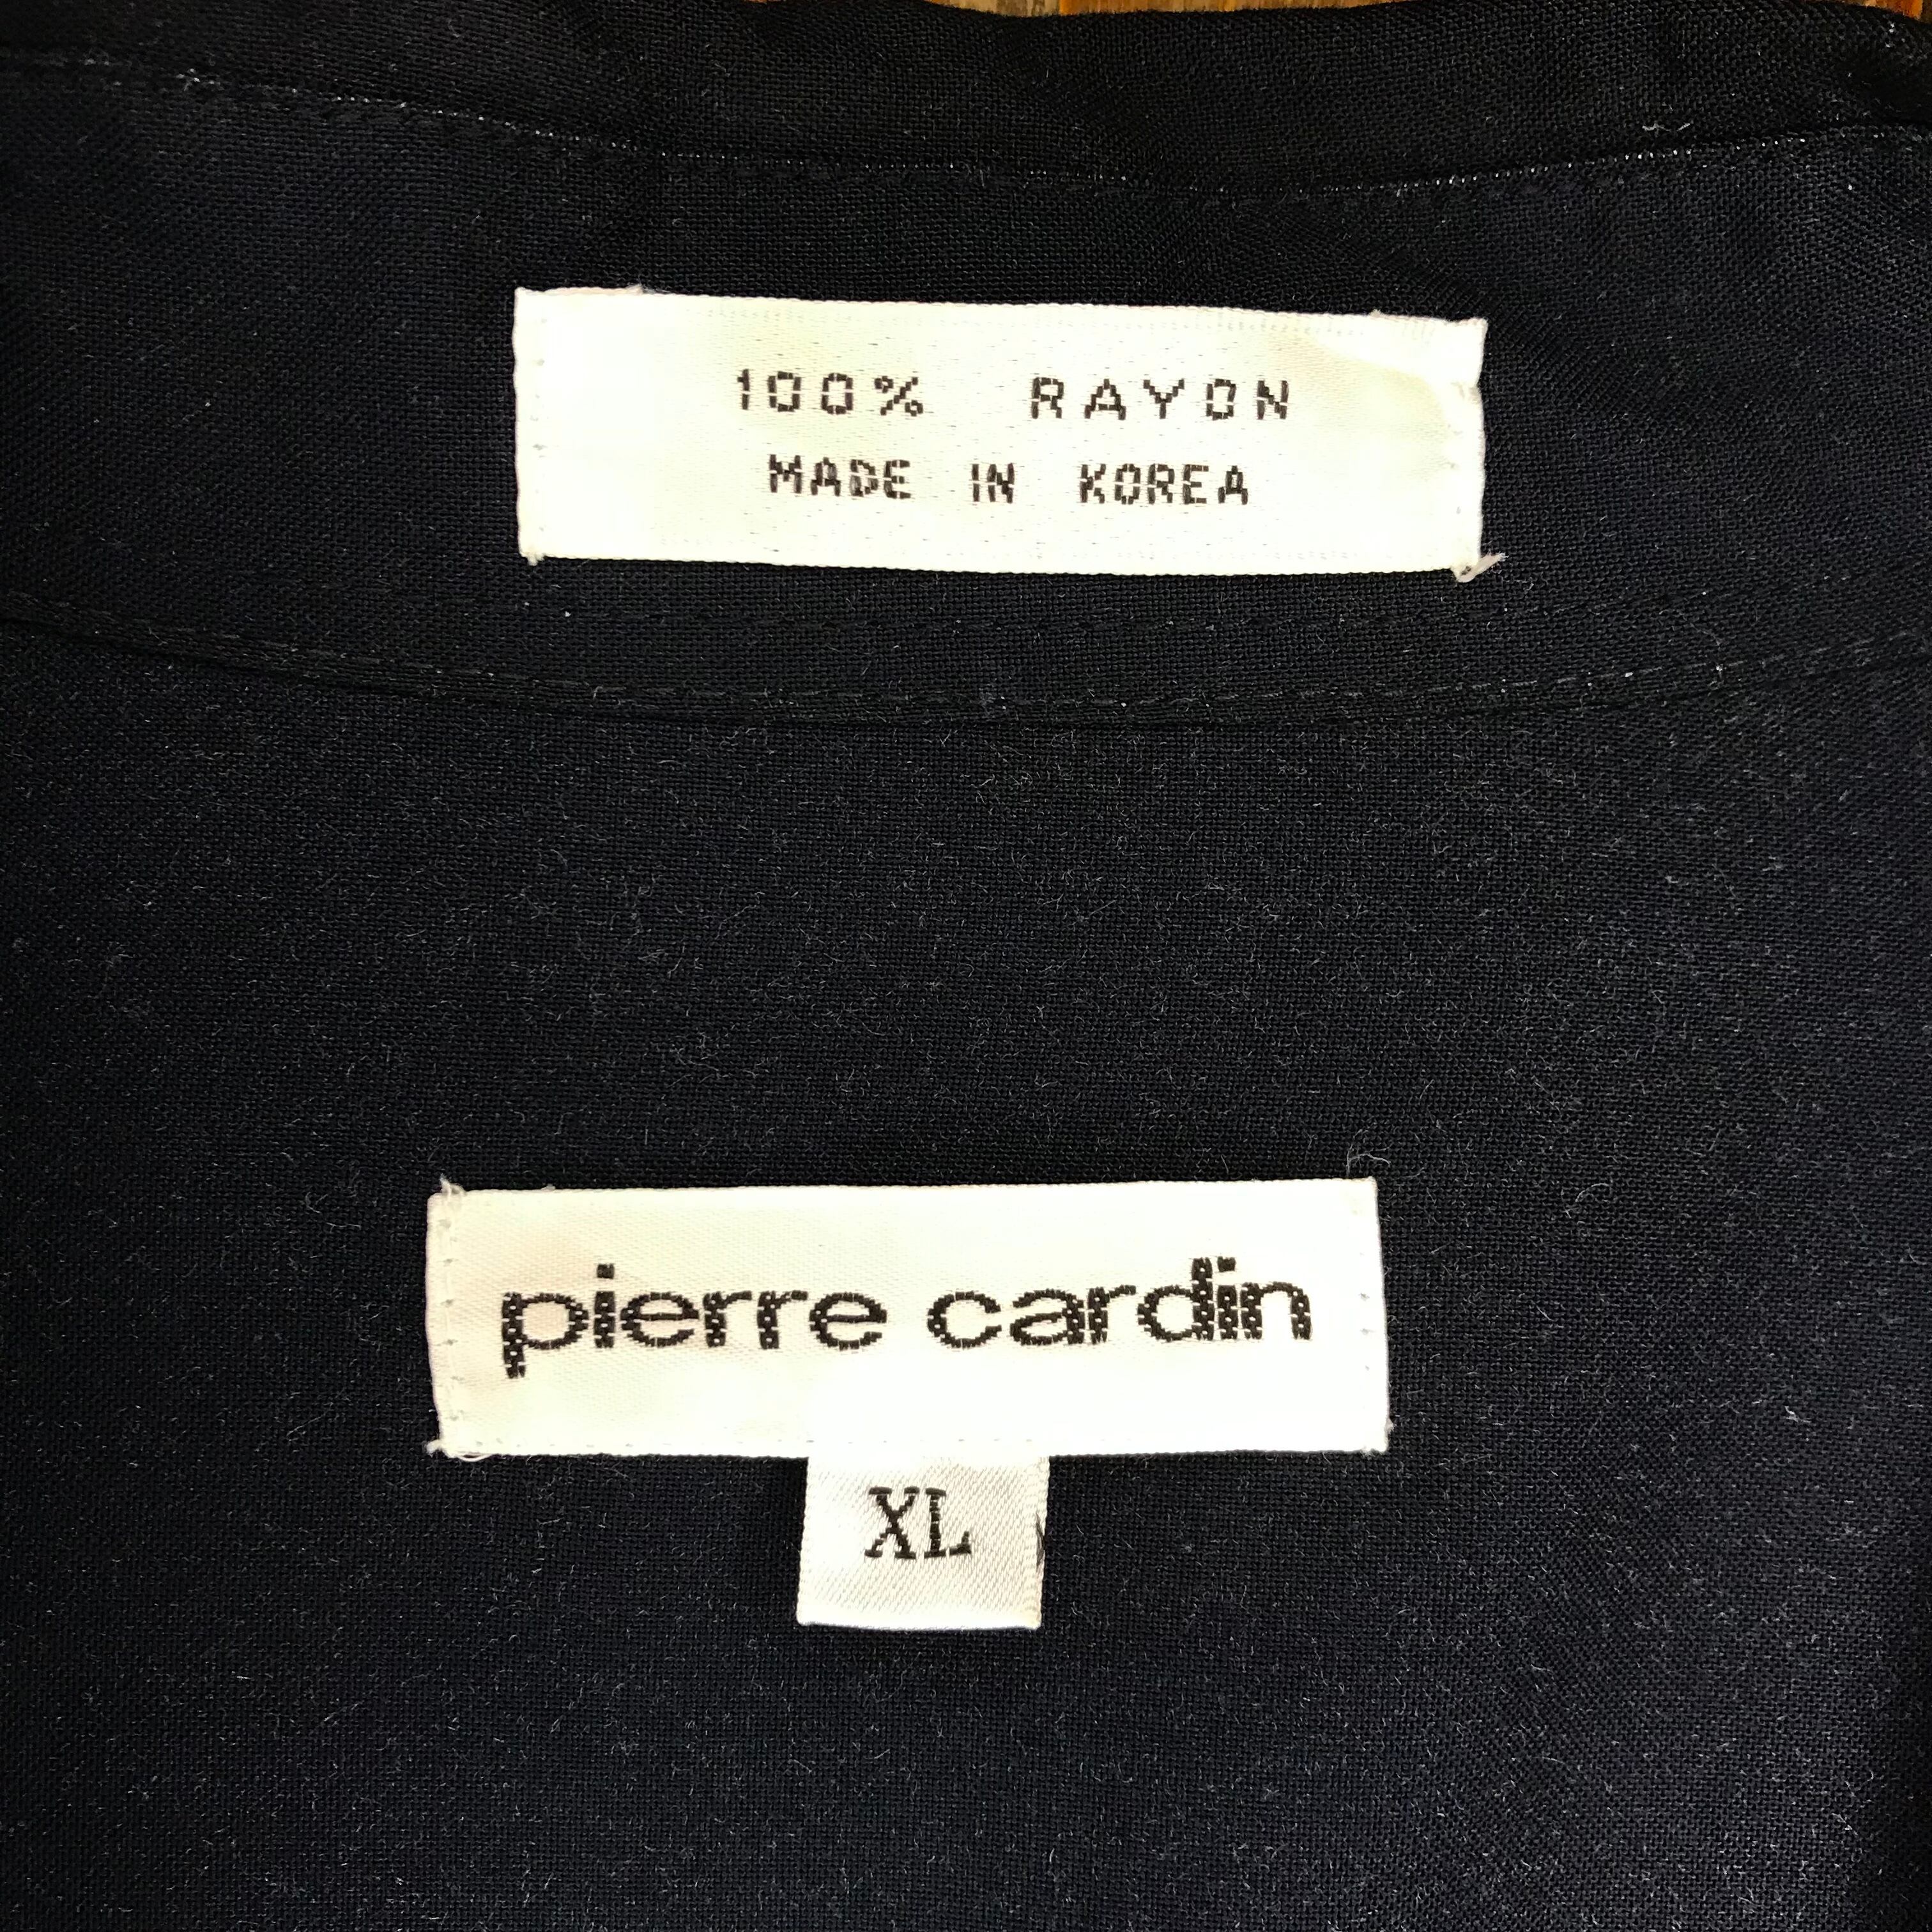 100% RAYON
MADE IN KOREA
pierre cardin
XL